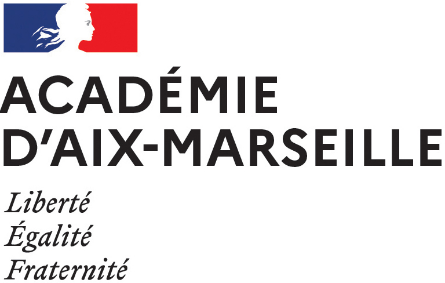 ACADÉMIE
D'AIX-MARSEILLE
Liberté
Égalité
Fraternité